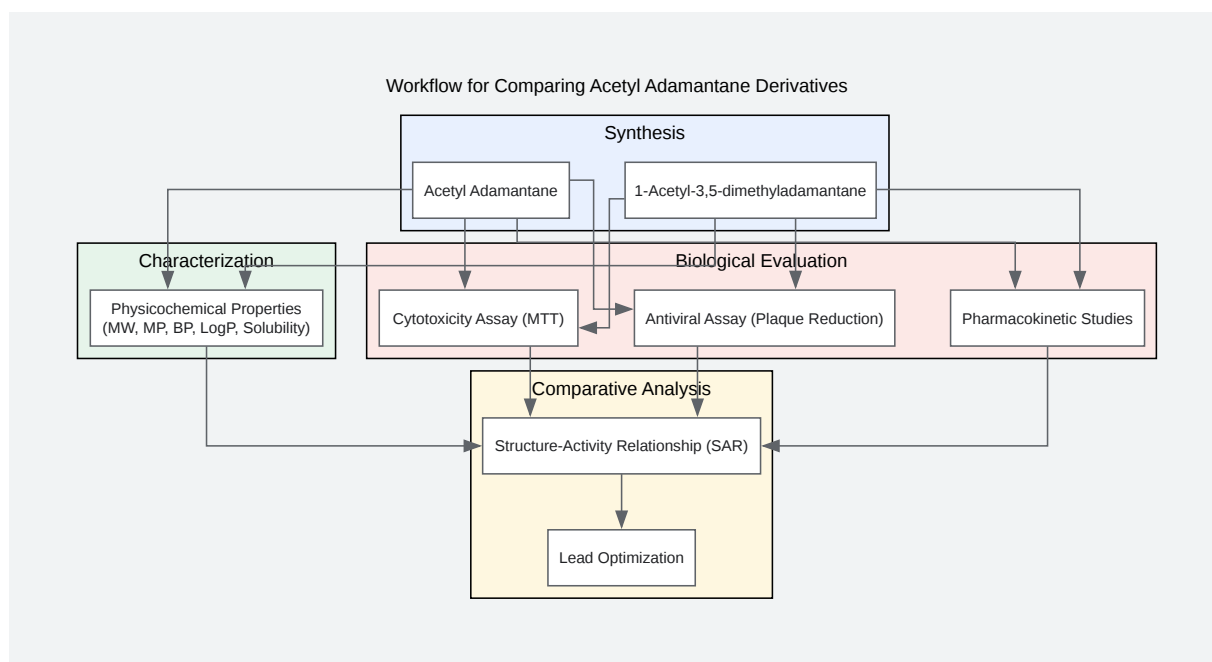 Workflow for Comparing Acetyl Adamantane Derivatives
Synthesis
Acetyl Adamantane
1-Acetyl-3,5-dimethyladamantane
Characterization
Physicochemical Properties
(MW, MP, BP, LogP, Solubility)
Biological Evaluation
Cytotoxicity Assay (MTT)
Antiviral Assay (Plaque Reduction)
Pharmacokinetic Studies
Comparative Analysis
Structure-Activity Relationship (SAR)
Lead Optimization